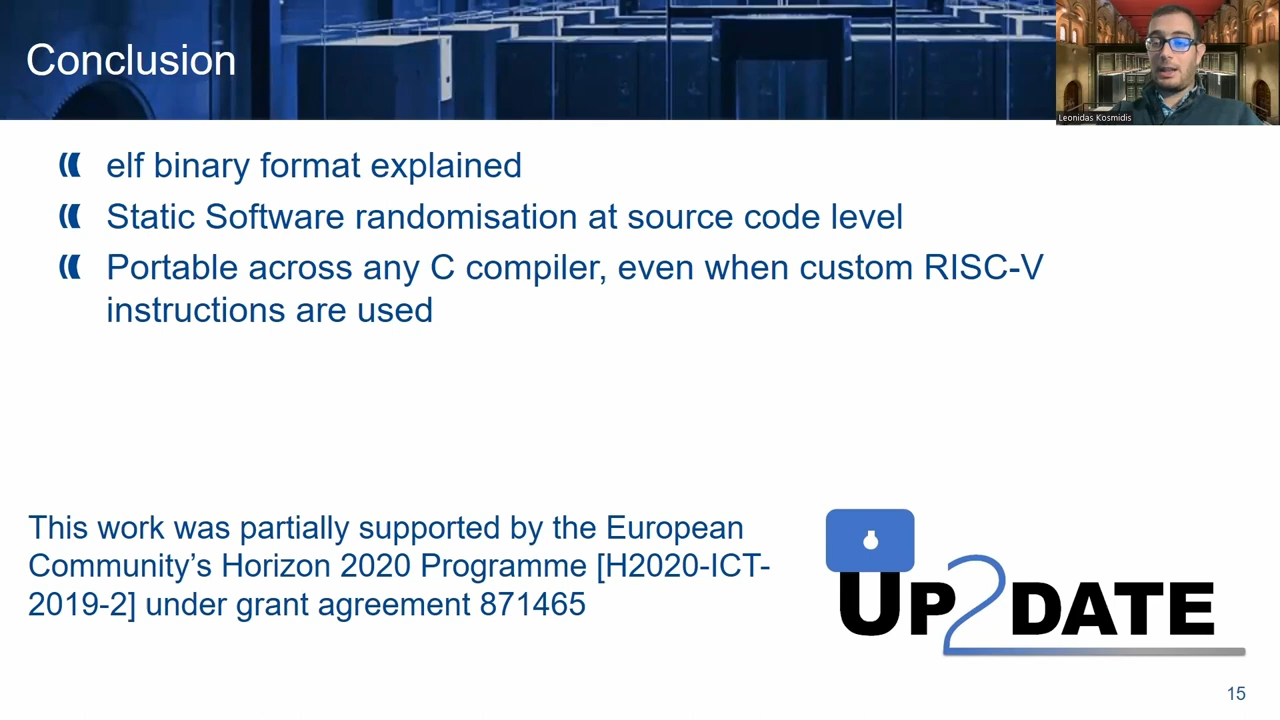 Conclusion
Leonidas Kosmidis
elf binary format explained
Static Software randomisation at source code level
Portable across any C compiler, even when custom RISC-V
instructions are used
This work was partially supported by the European
Community’s Horizon 2020 Programme [H2020-ICT-
2019-2] under grant agreement 871465
UP2DATE
15